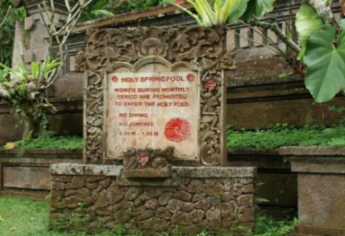 HOLY SPRING POOL
WOMEN DURING MONTHLY
PERIOD ARE PROHIBITED
TO ENTER THE HOLY POOL
NO DIVING
NO JUMPING